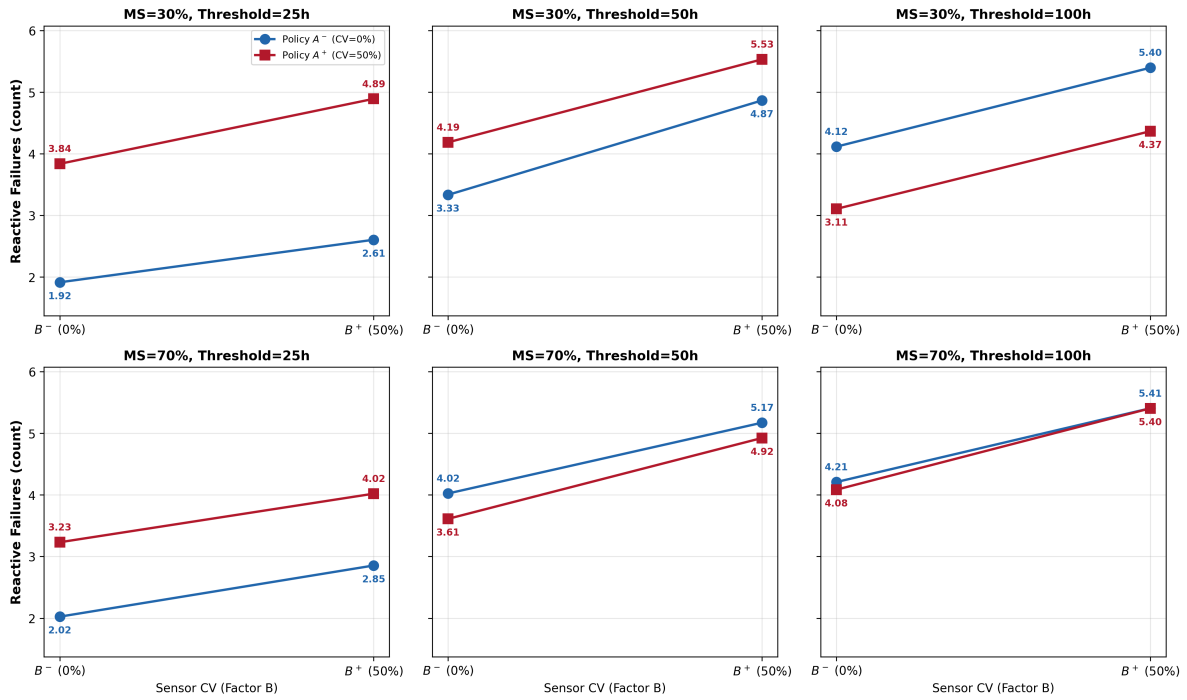 MS=30%, Threshold=25h
Reactive Failures (count)
6
5
4
3
2
Policy A⁻ (CV=0%)
Policy A⁺ (CV=50%)
3.84
4.89
1.92
2.61
B⁻ (0%)
B⁺ (50%)
MS=30%, Threshold=50h
4.19
5.53
3.33
4.87
B⁻ (0%)
B⁺ (50%)
MS=30%, Threshold=100h
4.12
5.40
3.11
4.37
B⁻ (0%)
B⁺ (50%)
MS=70%, Threshold=25h
Reactive Failures (count)
6
5
4
3
2
3.23
4.02
2.02
2.85
B⁻ (0%)
B⁺ (50%)
Sensor CV (Factor B)
MS=70%, Threshold=50h
4.02
5.17
3.61
4.92
B⁻ (0%)
B⁺ (50%)
Sensor CV (Factor B)
MS=70%, Threshold=100h
4.21
5.41
4.08
5.40
B⁻ (0%)
B⁺ (50%)
Sensor CV (Factor B)